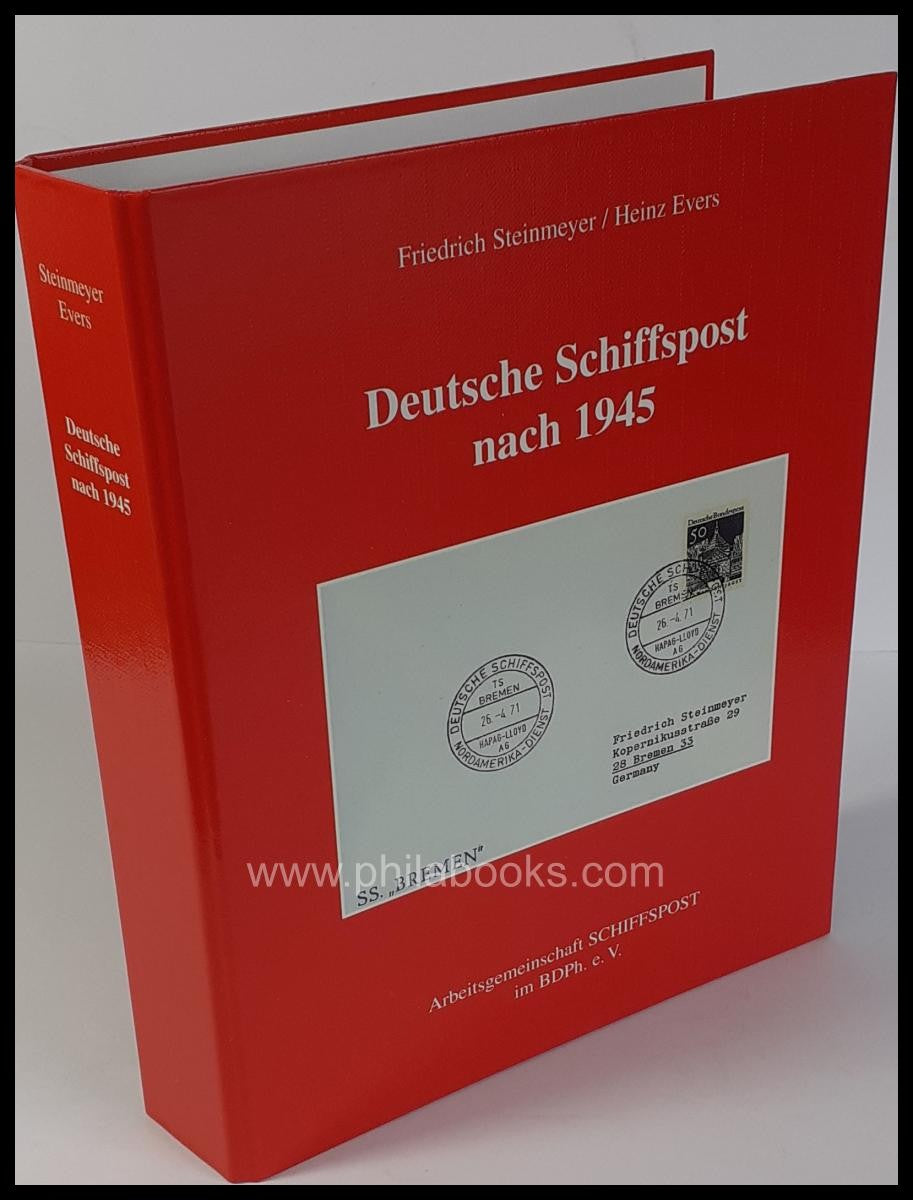 Steinmeyer
Evers
Deutsche
Schiffspost
nach 1945
Friedrich Steinmeyer / Heinz Evers
Deutsche Schiffspost
nach 1945
Deutsche Bundespost
50
DEUTSCHE SCHIFFSPOST
TS
BREMEN
26.-4.71
HAPAG-LLOYD
AG
NORDAMERIKA-DIENST
DEUTSCHE SCHIFFSPOST
TS
BREMEN
26.-4.71
HAPAG-LLOYD
AG
NORDAMERIKA-DIENST
Friedrich Steinmeyer
Kopernikusstraße 29
28 Bremen 33
Germany
SS. „BREMEN"
www.philabooks.com
Arbeitsgemeinschaft SCHIFFSPOST
im BDPh. e. V.